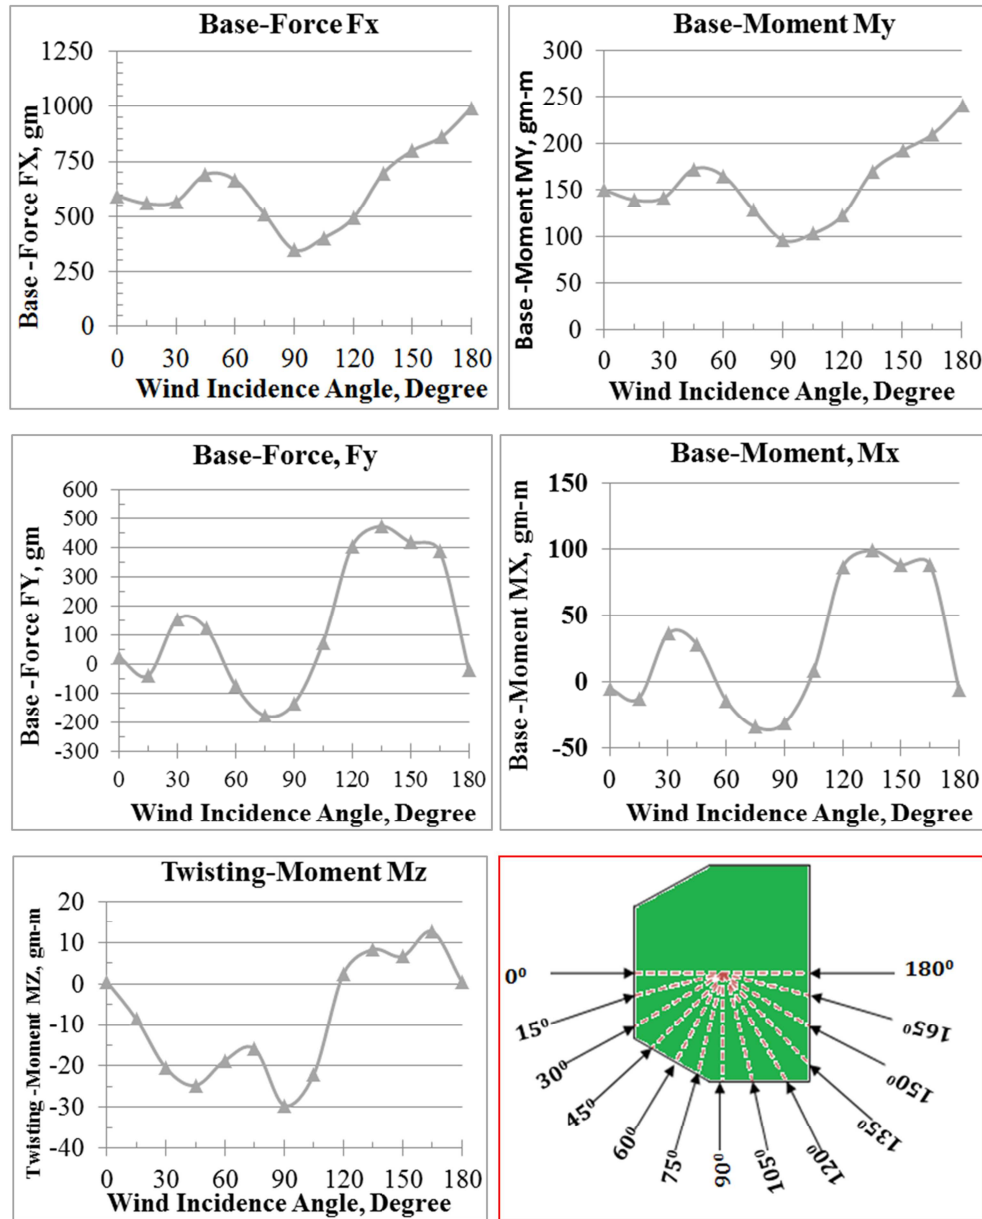 Base-Force Fx
Base -Force FX, gm
1250
1000
750
500
250
0
0 30 60 90 120 150 180
Wind Incidence Angle, Degree
Base-Moment My
Base -Moment MY, gm-m
300
250
200
150
100
50
0
0 30 60 90 120 150 180
Wind Incidence Angle, Degree
Base-Force, Fy
Base -Force FY, gm
600
500
400
300
200
100
0
-100
-200
-300
0 30 60 90 120 150 180
Wind Incidence Angle, Degree
Base-Moment, Mx
Base -Moment MX, gm-m
150
100
50
0
-50
0 30 60 90 120 150 180
Wind Incidence Angle, Degree
Twisting-Moment Mz
Twisting -Moment MZ, gm-m
20
10
0
-10
-20
-30
-40
0 30 60 90 120 150 180
Wind Incidence Angle, Degree
0⁰
15⁰
30⁰
45⁰
60⁰
75⁰
90⁰
105⁰
120⁰
135⁰
150⁰
165⁰
180⁰